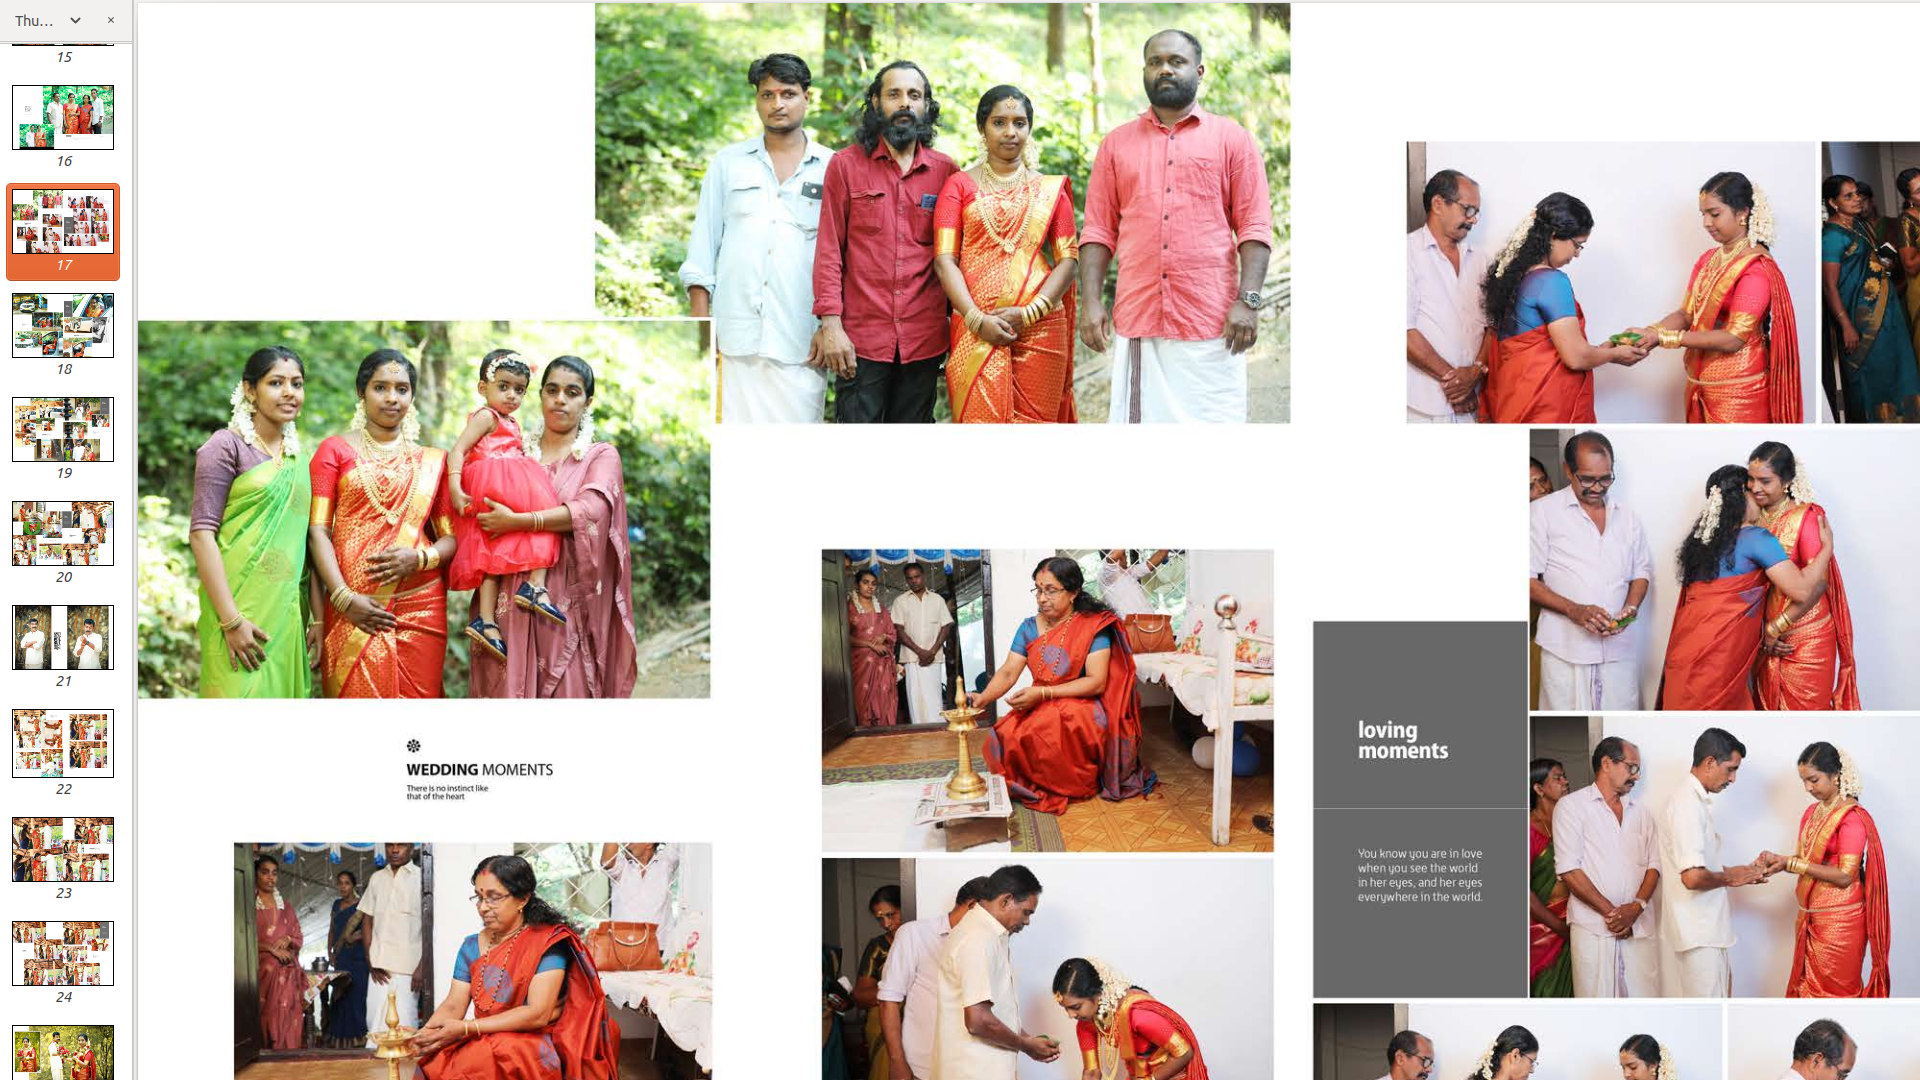 Thu...
15
16
17
18
19
20
21
22
23
24
WEDDING MOMENTS
There is no instinct like
that of the heart
loving
moments
You know you are in love
when you see the world
in her eyes, and her eyes
everywhere in the world.